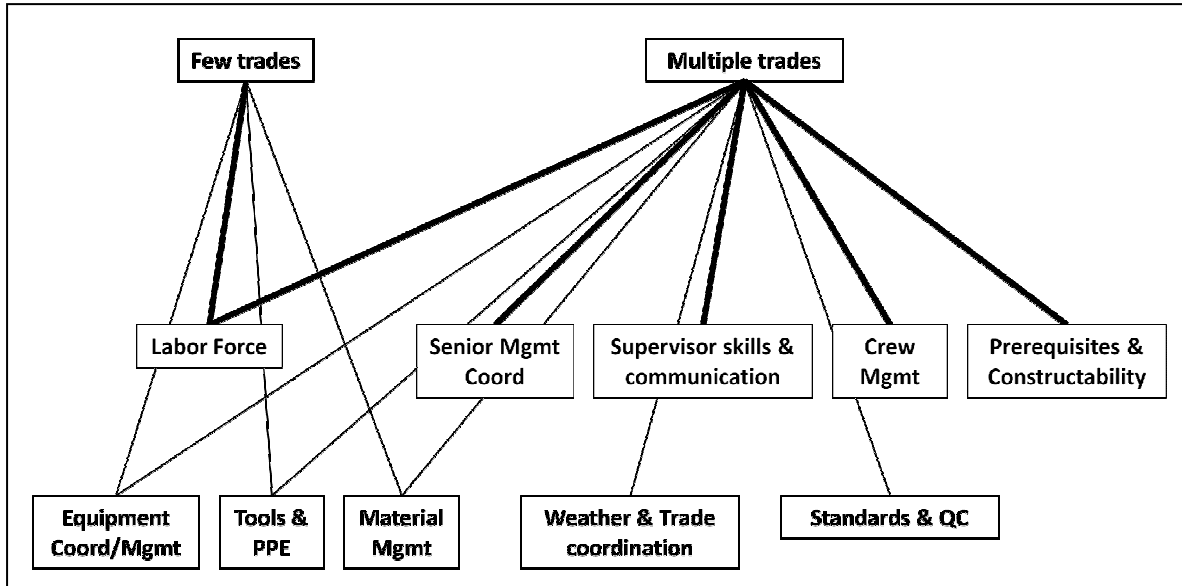 Few trades
Multiple trades
Labor Force
Senior Mgmt
Coord
Supervisor skills &
communication
Crew
Mgmt
Prerequisites &
Constructability
Equipment
Coord/Mgmt
Tools &
PPE
Material
Mgmt
Weather & Trade
coordination
Standards & QC